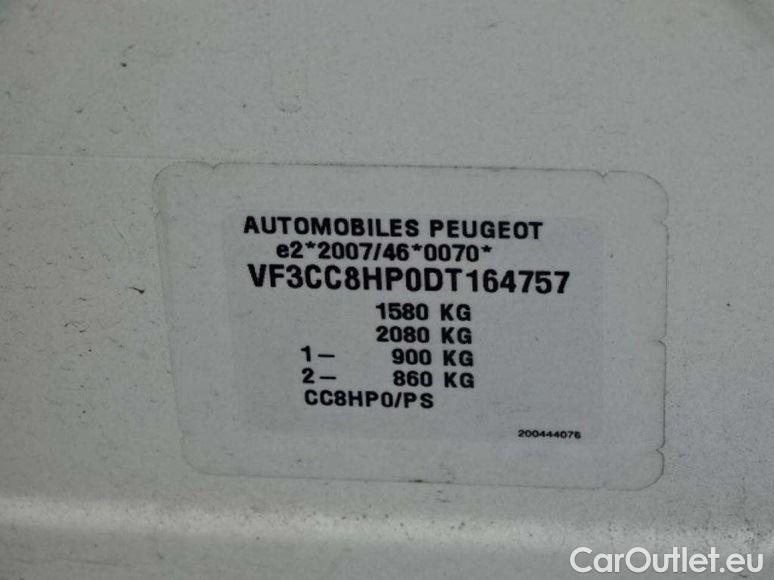 AUTOMOBILES PEUGEOT
e2*2007/46*0070*
VF3CC8HP0DT164757
1580 KG
2080 KG
1– 900 KG
2– 860 KG
CC8HP0/PS
200444076
CarOutlet.eu